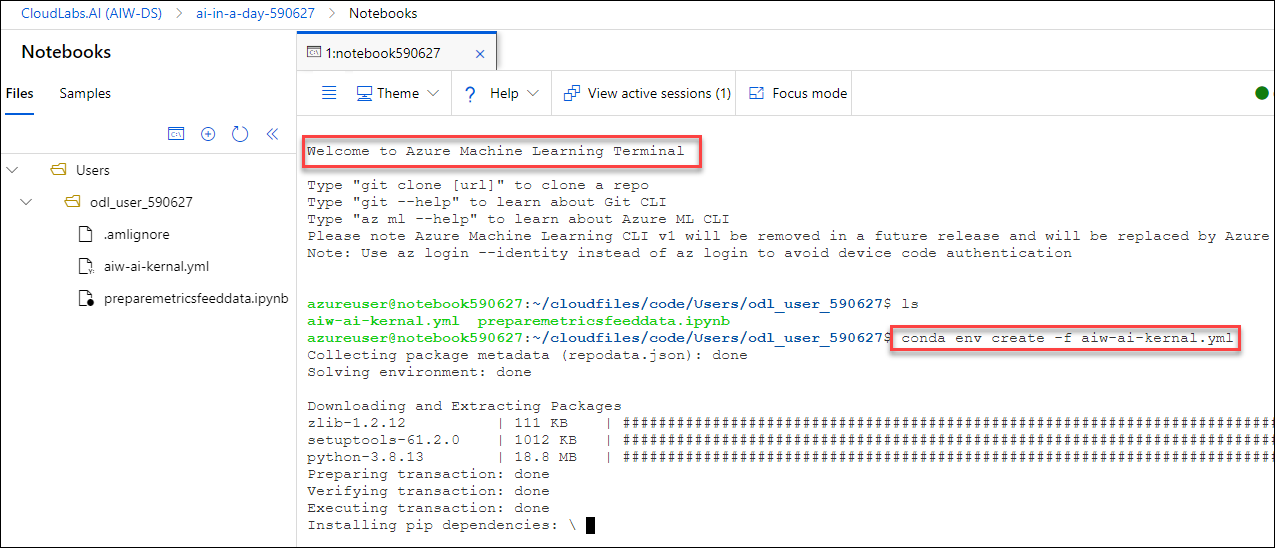 CloudLabs.AI (AIW-DS) > ai-in-a-day-590627 > Notebooks
Notebooks
Files Samples
Users
odl_user_590627
.amlignore
aiw-ai-kernal.yml
preparemetricsfeeddata.ipynb
1:notebook590627 ×
Theme ? Help View active sessions (1) Focus mode
Welcome to Azure Machine Learning Terminal
Type "git clone [url]" to clone a repo
Type "git --help" to learn about Git CLI
Type "az ml --help" to learn about Azure ML CLI
Please note Azure Machine Learning CLI v1 will be removed in a future release and will be replaced by Azure
Note: Use az login --identity instead of az login to avoid device code authentication
azureuser@notebook590627:~/cloudfiles/code/Users/odl_user_590627$ ls
aiw-ai-kernal.yml preparemetricsfeeddata.ipynb
azureuser@notebook590627:~/cloudfiles/code/Users/odl_user_590627$ conda env create -f aiw-ai-kernal.yml
Collecting package metadata (repodata.json): done
Solving environment: done
Downloading and Extracting Packages
zlib-1.2.12 | 111 KB | ##################################################################################
setuptools-61.2.0 | 1012 KB | ##################################################################################
python-3.8.13 | 18.8 MB | ##################################################################################
Preparing transaction: done
Verifying transaction: done
Executing transaction: done
Installing pip dependencies: \